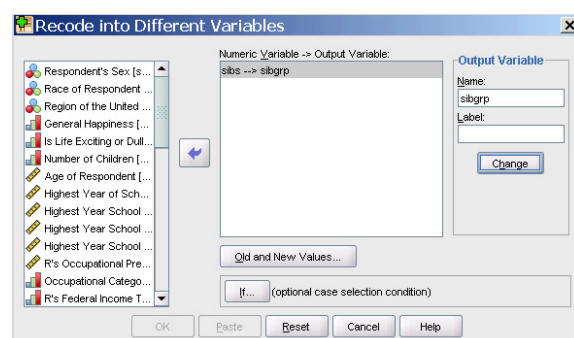 Recode into Different Variables
Respondent's Sex [s...
Race of Respondent ...
Region of the United ...
General Happiness [...
Is Life Exciting or Dull...
Number of Children [...
Age of Respondent [...
Highest Year of Sch...
Highest Year School ...
Highest Year School ...
Highest Year School ...
R's Occupational Pre...
Occupational Catego...
R's Federal Income T...
Numeric Variable -> Output Variable:
sibs --> sibgrp
Old and New Values...
If... (optional case selection condition)
Output Variable
Name:
sibgrp
Label:
Change
OK Paste Reset Cancel Help